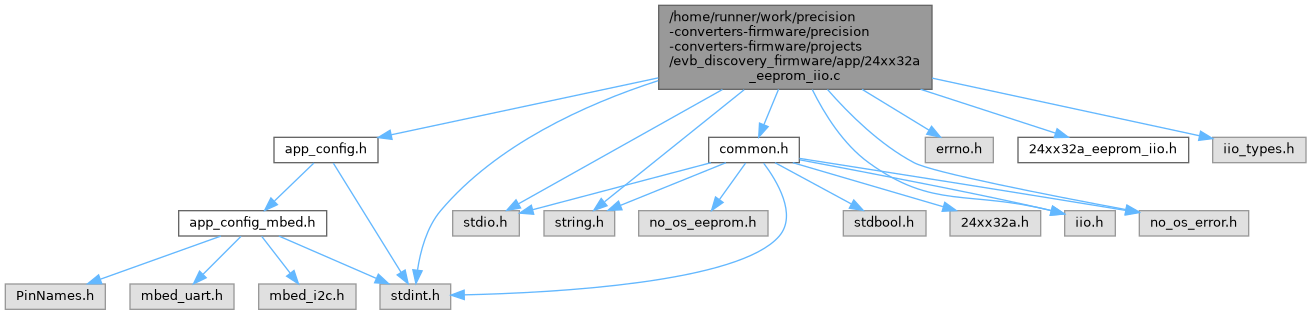 /home/runner/work/precision
-converters-firmware/precision
-converters-firmware/projects
/evb_discovery_firmware/app/24xx32a
_eeprom_iio.c
app_config.h
common.h
errno.h
24xx32a_eeprom_iio.h
iio_types.h
app_config_mbed.h
stdio.h
string.h
no_os_eeprom.h
stdbool.h
24xx32a.h
iio.h
no_os_error.h
PinNames.h
mbed_uart.h
mbed_i2c.h
stdint.h